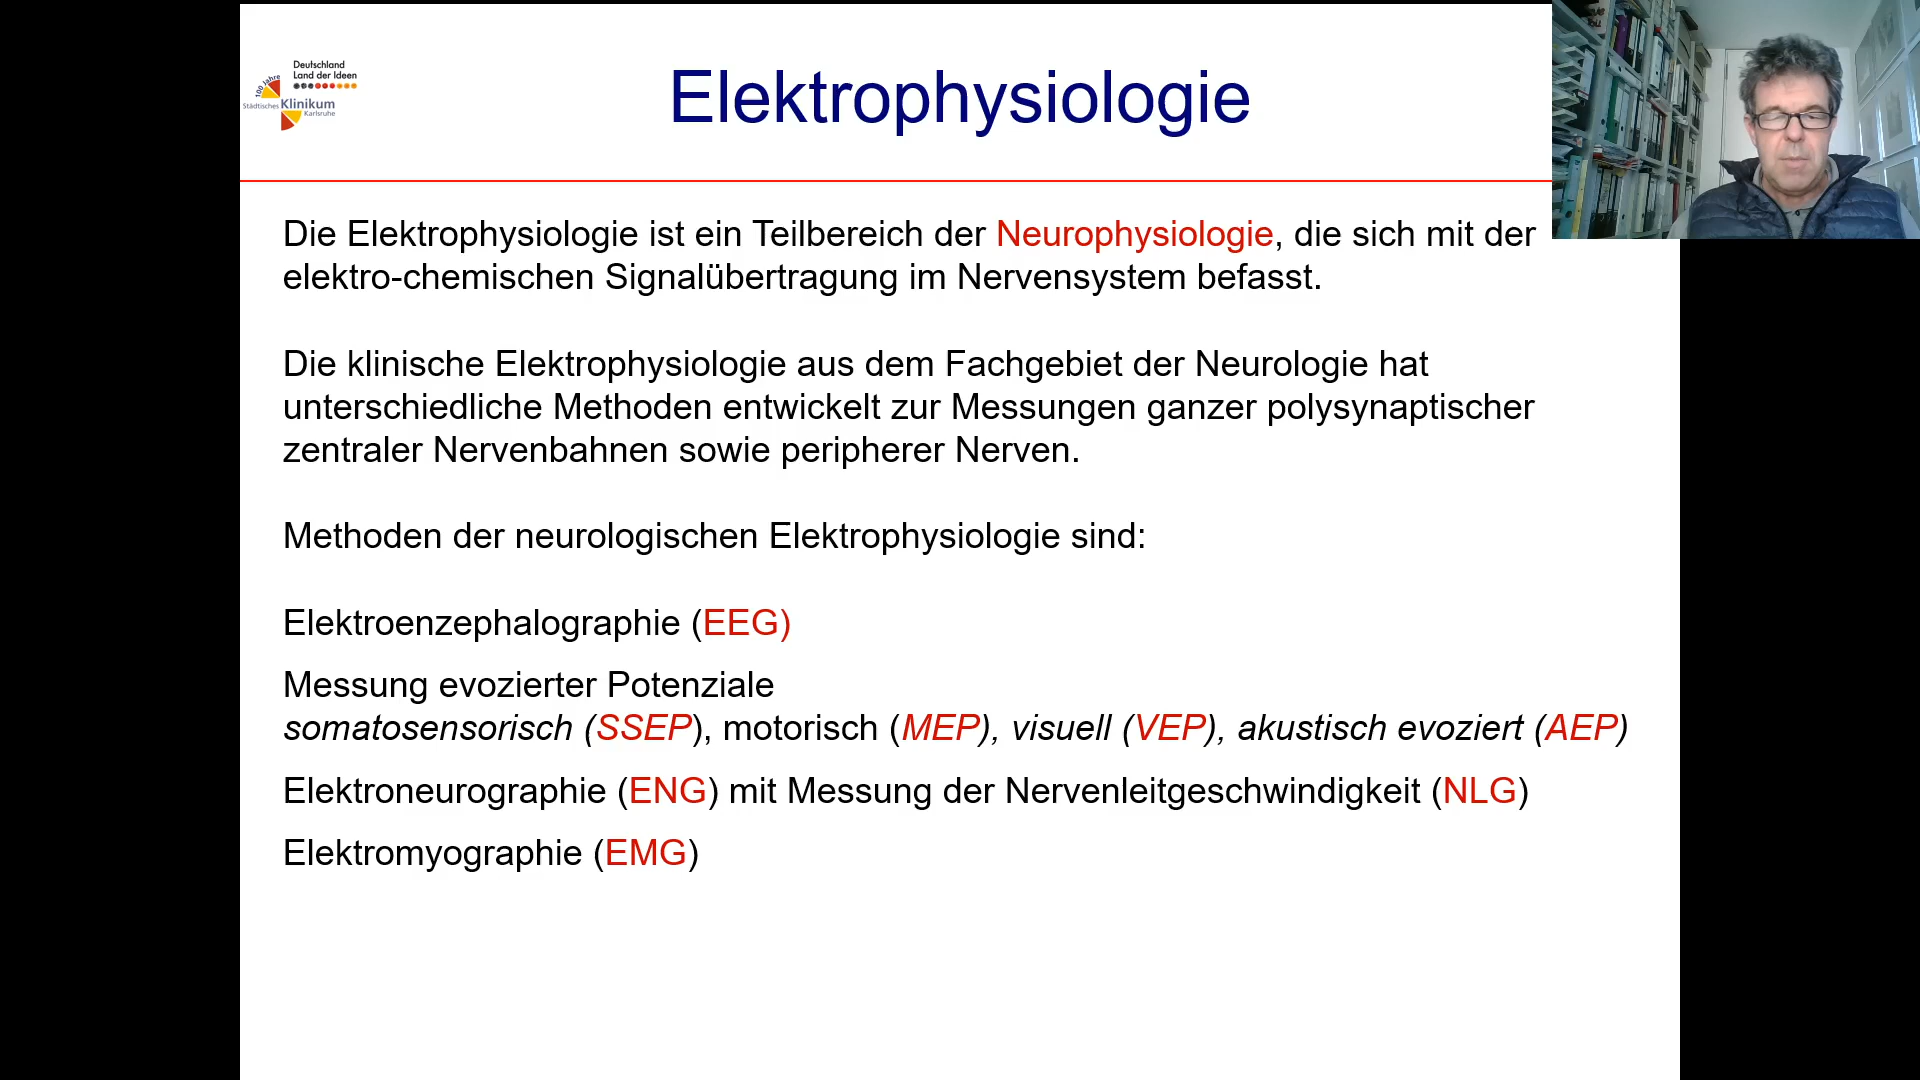 Deutschland
Land der Ideen
100 Jahre
Städtisches Klinikum
Karlsruhe
Elektrophysiologie
Die Elektrophysiologie ist ein Teilbereich der Neurophysiologie, die sich mit der
elektro-chemischen Signalübertragung im Nervensystem befasst.
Die klinische Elektrophysiologie aus dem Fachgebiet der Neurologie hat
unterschiedliche Methoden entwickelt zur Messungen ganzer polysynaptischer
zentraler Nervenbahnen sowie peripherer Nerven.
Methoden der neurologischen Elektrophysiologie sind:
Elektroenzephalographie (EEG)
Messung evozierter Potenziale
somatosensorisch (SSEP), motorisch (MEP), visuell (VEP), akustisch evoziert (AEP)
Elektroneurographie (ENG) mit Messung der Nervenleitgeschwindigkeit (NLG)
Elektromyographie (EMG)